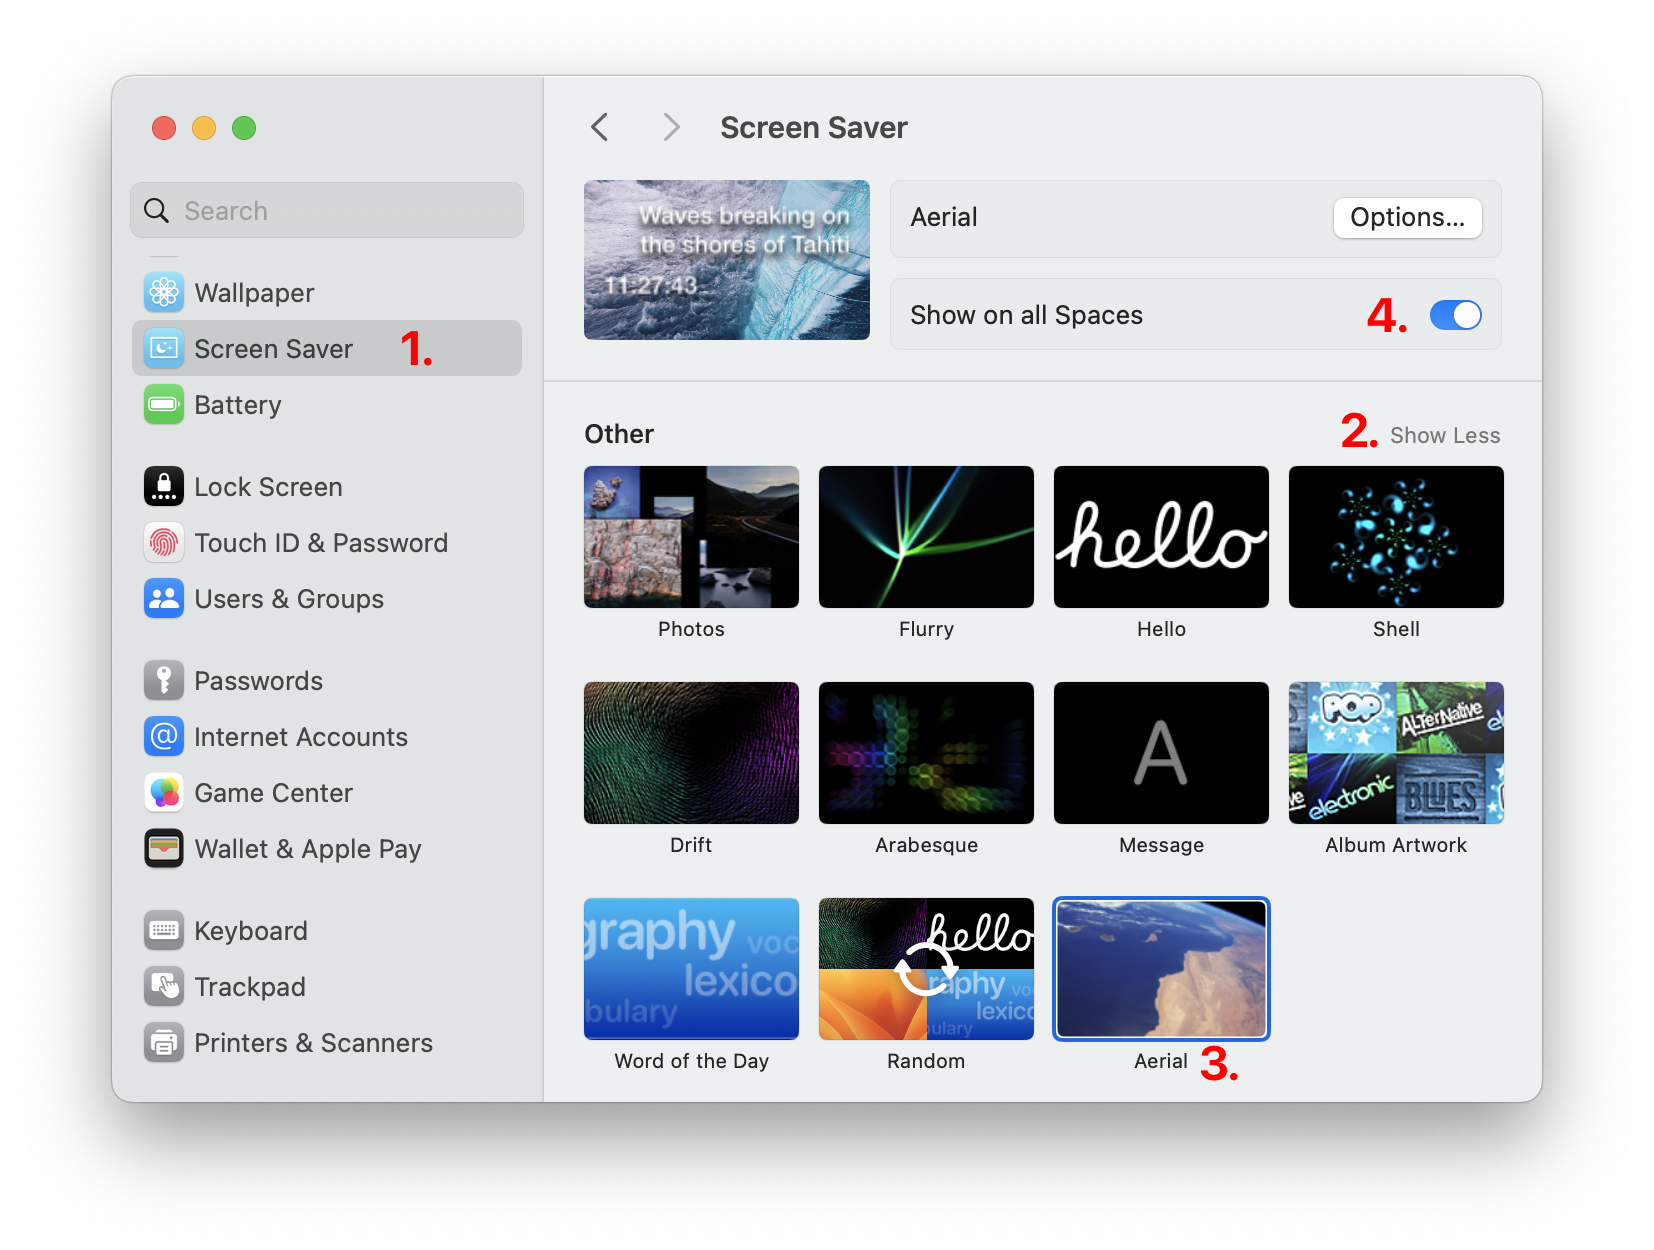 Search
Wallpaper
Screen Saver 1.
Battery
Lock Screen
Touch ID & Password
Users & Groups
Passwords
Internet Accounts
Game Center
Wallet & Apple Pay
Keyboard
Trackpad
Printers & Scanners
Screen Saver
Waves breaking on
the shores of Tahiti
11:27:43
Aerial
Options...
Show on all Spaces 4.
Other
2. Show Less
hello
Photos
Flurry
Hello
Shell
A
POP
ALTerNaTive
electronic
BLUES
Drift
Arabesque
Message
Album Artwork
graphy voc
lexico
bulary
hello
raphy vo
lexico
bulary
Word of the Day
Random
Aerial 3.